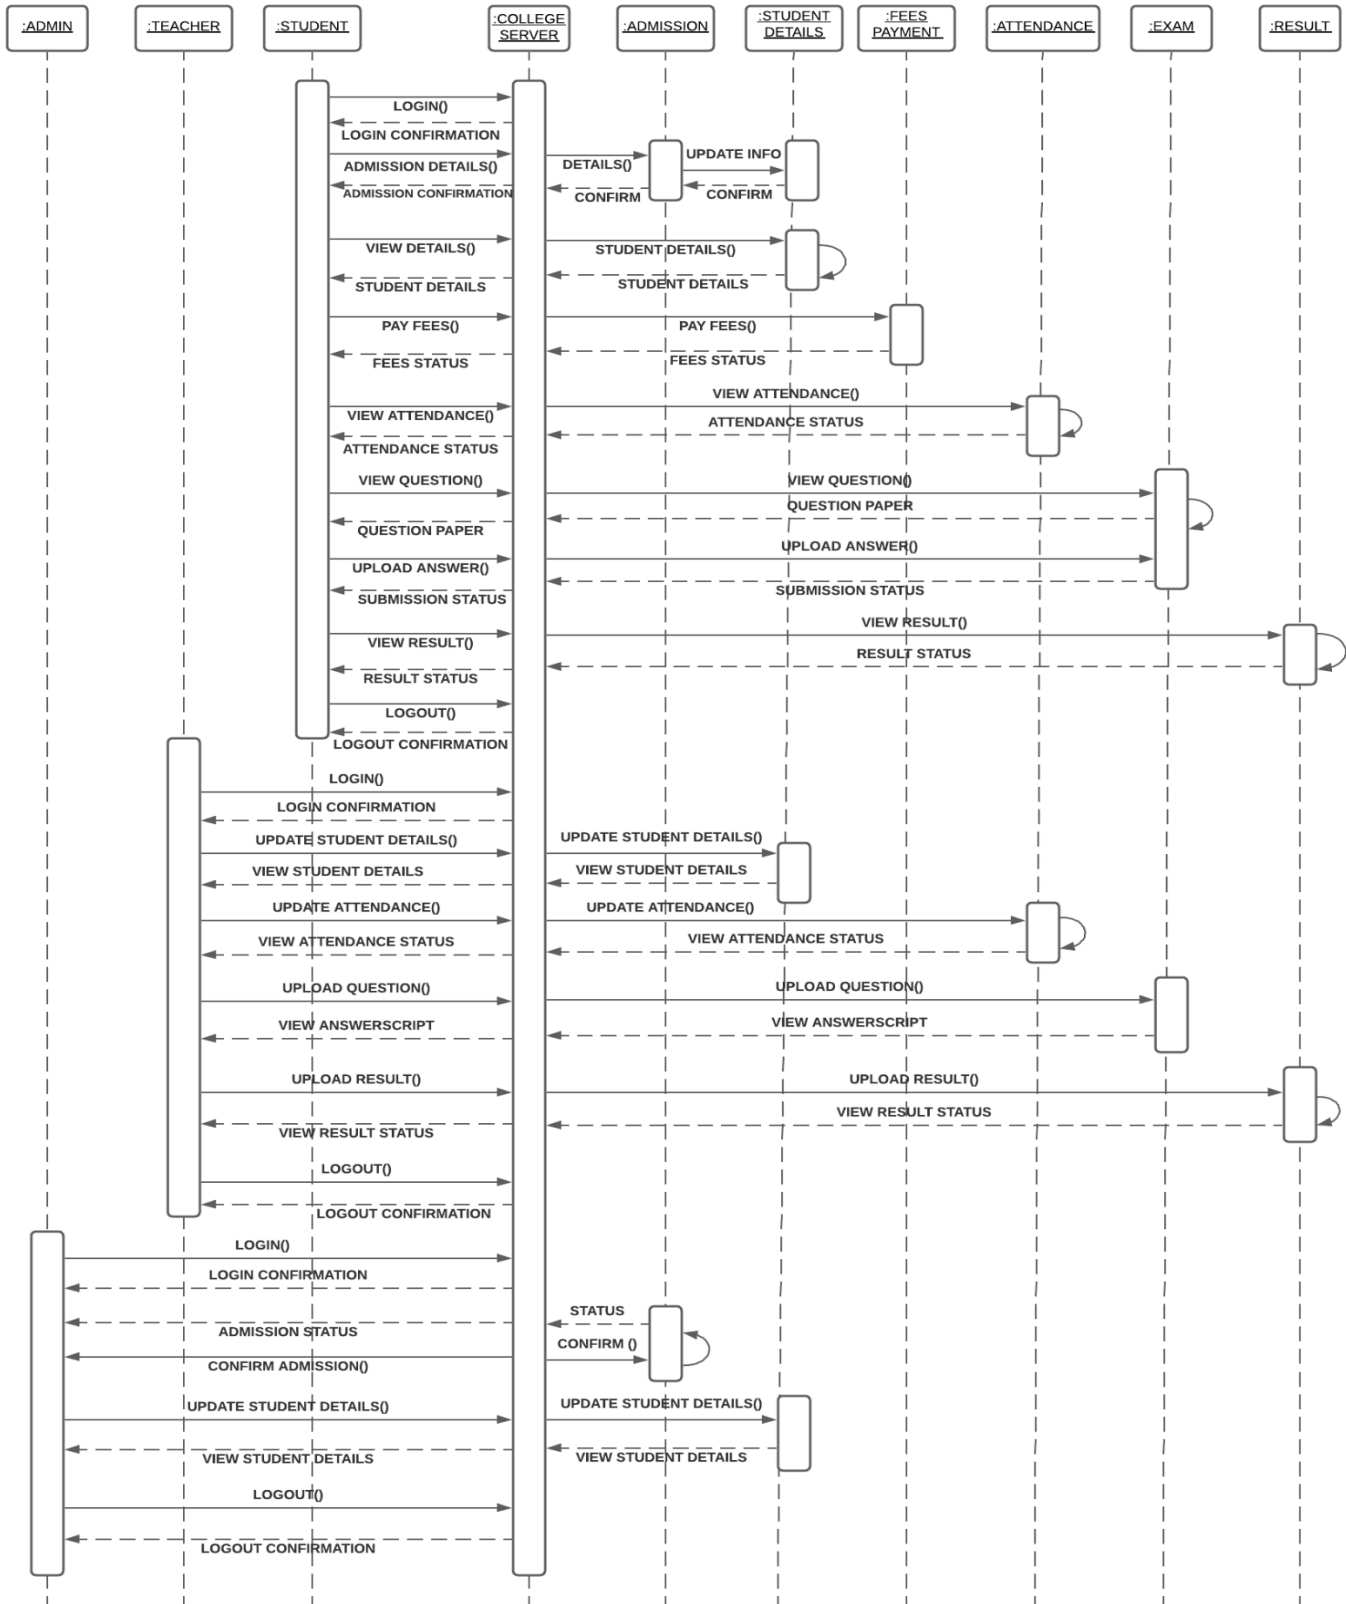 :ADMIN
:TEACHER
:STUDENT
:COLLEGE
SERVER
:ADMISSION
:STUDENT
DETAILS
:FEES
PAYMENT
:ATTENDANCE
:EXAM
:RESULT
LOGIN()
LOGIN CONFIRMATION
ADMISSION DETAILS()
DETAILS()
UPDATE INFO
ADMISSION CONFIRMATION
CONFIRM
CONFIRM
VIEW DETAILS()
STUDENT DETAILS()
STUDENT DETAILS
STUDENT DETAILS
PAY FEES()
PAY FEES()
FEES STATUS
FEES STATUS
VIEW ATTENDANCE()
VIEW ATTENDANCE()
ATTENDANCE STATUS
ATTENDANCE STATUS
VIEW QUESTION()
VIEW QUESTION()
QUESTION PAPER
QUESTION PAPER
UPLOAD ANSWER()
UPLOAD ANSWER()
SUBMISSION STATUS
SUBMISSION STATUS
VIEW RESULT()
VIEW RESULT()
RESULT STATUS
RESULT STATUS
LOGOUT()
LOGOUT CONFIRMATION
LOGIN()
LOGIN CONFIRMATION
UPDATE STUDENT DETAILS()
UPDATE STUDENT DETAILS()
VIEW STUDENT DETAILS
VIEW STUDENT DETAILS
UPDATE ATTENDANCE()
UPDATE ATTENDANCE()
VIEW ATTENDANCE STATUS
VIEW ATTENDANCE STATUS
UPLOAD QUESTION()
UPLOAD QUESTION()
VIEW ANSWERSCRIPT
VIEW ANSWERSCRIPT
UPLOAD RESULT()
UPLOAD RESULT()
VIEW RESULT STATUS
VIEW RESULT STATUS
LOGOUT()
LOGOUT CONFIRMATION
LOGIN()
LOGIN CONFIRMATION
STATUS
ADMISSION STATUS
CONFIRM ()
CONFIRM ADMISSION()
UPDATE STUDENT DETAILS()
UPDATE STUDENT DETAILS()
VIEW STUDENT DETAILS
VIEW STUDENT DETAILS
LOGOUT()
LOGOUT CONFIRMATION